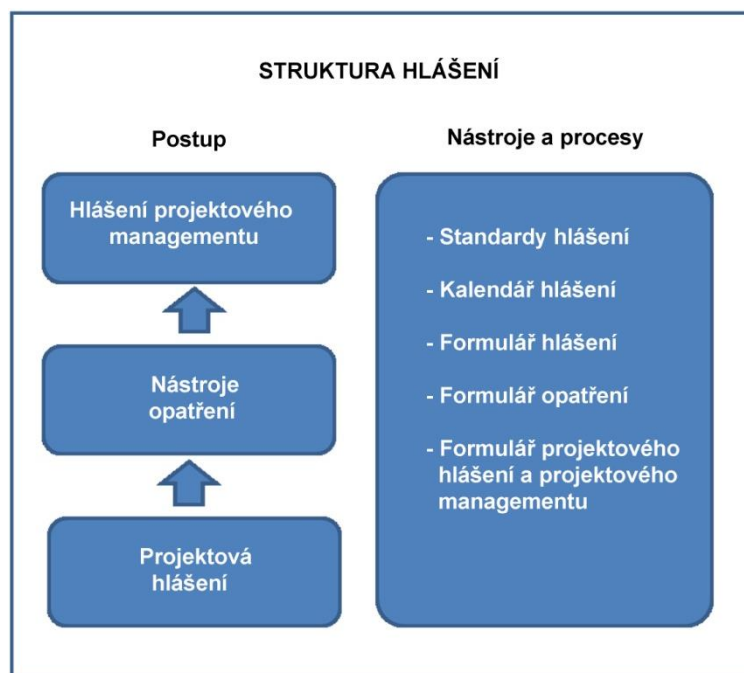 STRUKTURA HLÁŠENÍ
Postup
Hlášení projektového
managementu
Nástroje
opatření
Projektová
hlášení
Nástroje a procesy
- Standardy hlášení
- Kalendář hlášení
- Formulář hlášení
- Formulář opatření
- Formulář projektového
hlášení a projektového
managementu